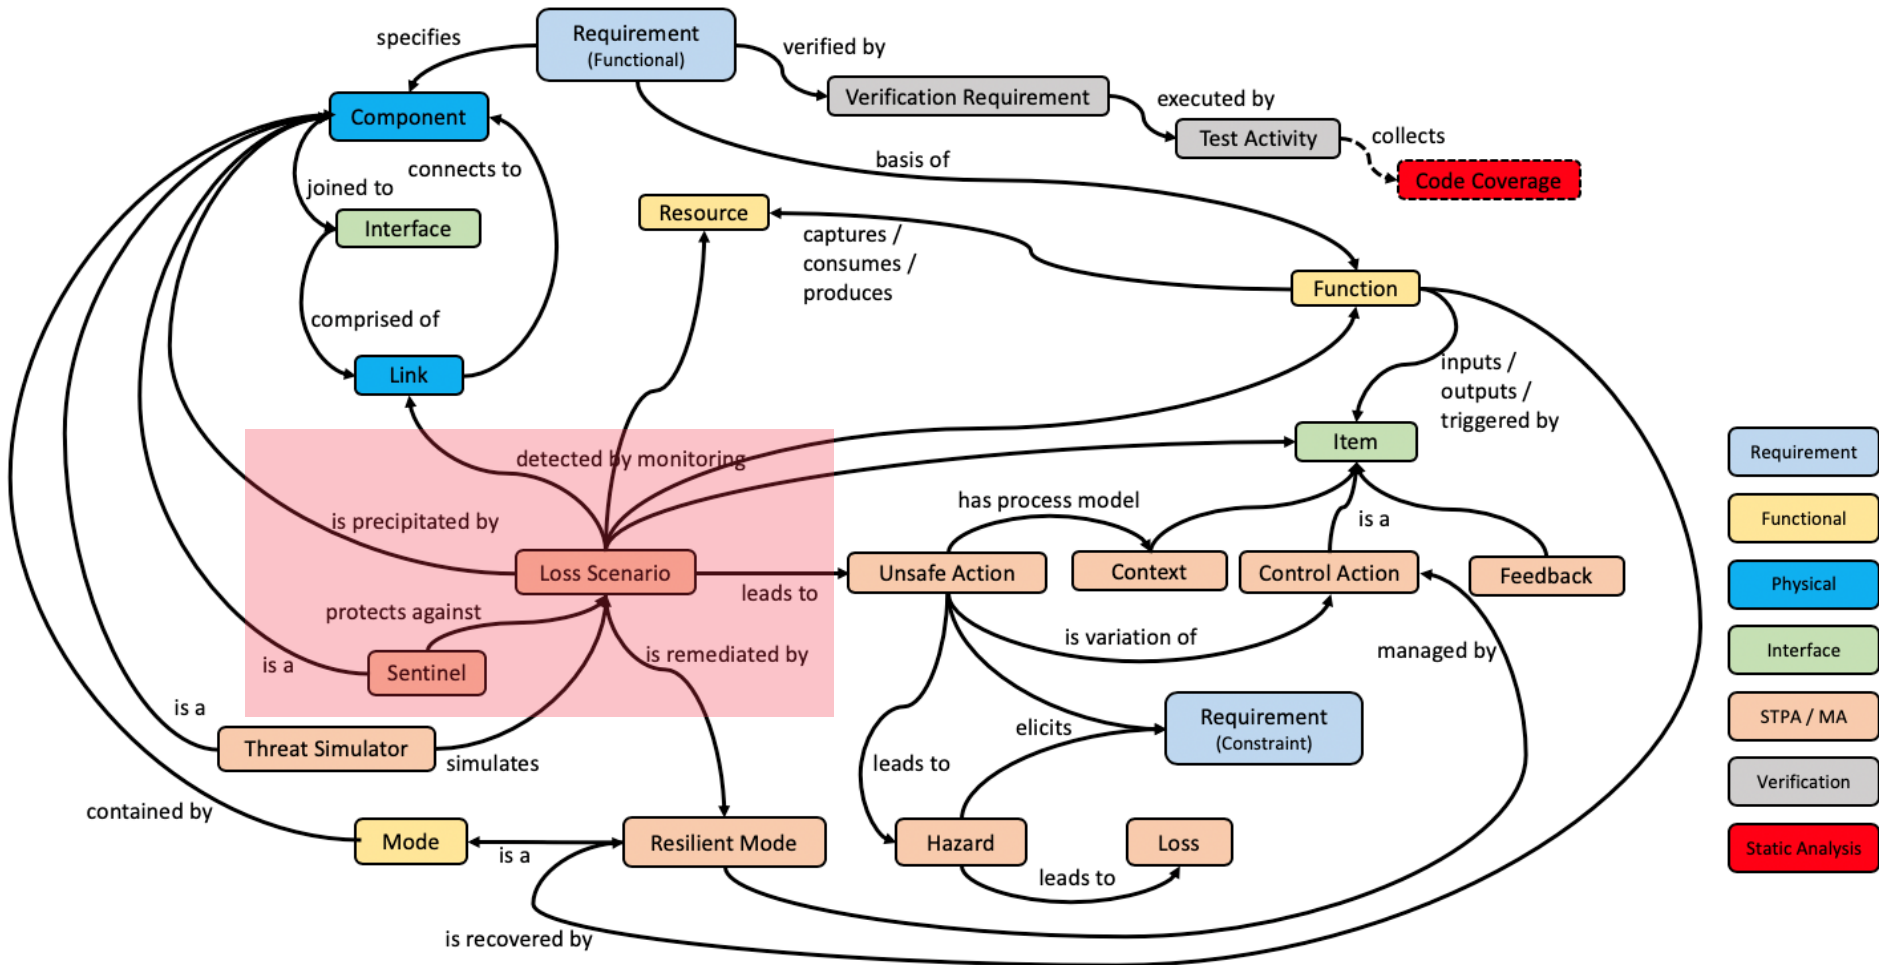 Requirement
(Functional)
specifies
verified by
Verification Requirement
executed by
Test Activity
collects
Code Coverage
Component
connects to
joined to
Interface
basis of
Resource
captures /
consumes /
produces
Function
comprised of
Link
inputs /
outputs /
triggered by
Item
detected by monitoring
is precipitated by
Loss Scenario
leads to
has process model
Unsafe Action
Context
is a
Control Action
Feedback
protects against
is a
Sentinel
is remediated by
is variation of
managed by
is a
Threat Simulator
simulates
elicits
Requirement
(Constraint)
leads to
contained by
Mode
is a
Resilient Mode
Hazard
Loss
leads to
is recovered by
Requirement
Functional
Physical
Interface
STPA / MA
Verification
Static Analysis